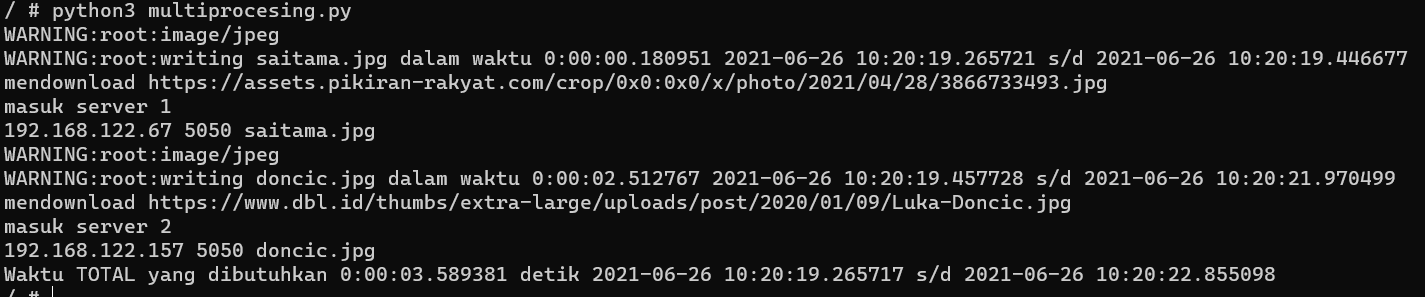 / # python3 multiprocesing.py
WARNING:root:image/jpeg
WARNING:root:writing saitama.jpg dalam waktu 0:00:00.180951 2021-06-26 10:20:19.265721 s/d 2021-06-26 10:20:19.446677
mendownload https://assets.pikiran-rakyat.com/crop/0x0:0x0/x/photo/2021/04/28/3866733493.jpg
masuk server 1
192.168.122.67 5050 saitama.jpg
WARNING:root:image/jpeg
WARNING:root:writing doncic.jpg dalam waktu 0:00:02.512767 2021-06-26 10:20:19.457728 s/d 2021-06-26 10:20:21.970499
mendownload https://www.dbl.id/thumbs/extra-large/uploads/post/2020/01/09/Luka-Doncic.jpg
masuk server 2
192.168.122.157 5050 doncic.jpg
Waktu TOTAL yang dibutuhkan 0:00:03.589381 detik 2021-06-26 10:20:19.265717 s/d 2021-06-26 10:20:22.855098
/ #